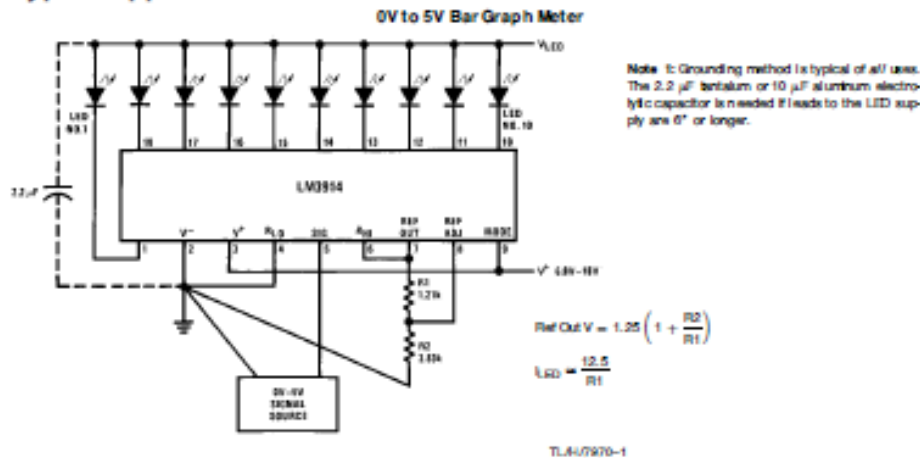 0V to 5V Bar Graph Meter
VLED
Note 1: Grounding method is typical of all uses.
The 2.2 µF tantalum or 10 µF aluminum electro-
lytic capacitor is needed if leads to the LED sup-
ply are 6" or longer.
LED
NO.1
LED
NO. 10
18 17 16 15 14 13 12 11 10
LM3914
2.2 µF
V− V+ RLO SIG RHI REF OUT REF ADJ MODE
1 2 3 4 5 6 7 8 9
V+ 6.8V–18V
R1
1.21k
R2
3.83k
Ref Out V = 1.25 (1 + R2/R1)
ILED ≅ 12.5/R1
0V–5V
SIGNAL
SOURCE
TL/H/7970–1